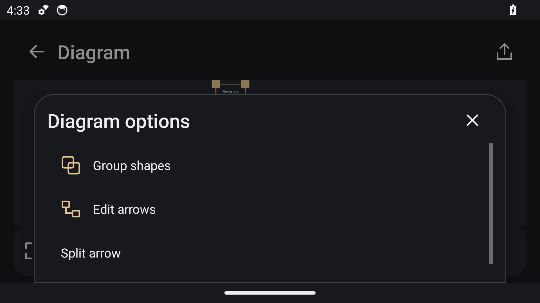 4:33
Diagram
Diagram options
Group shapes
Edit arrows
Split arrow